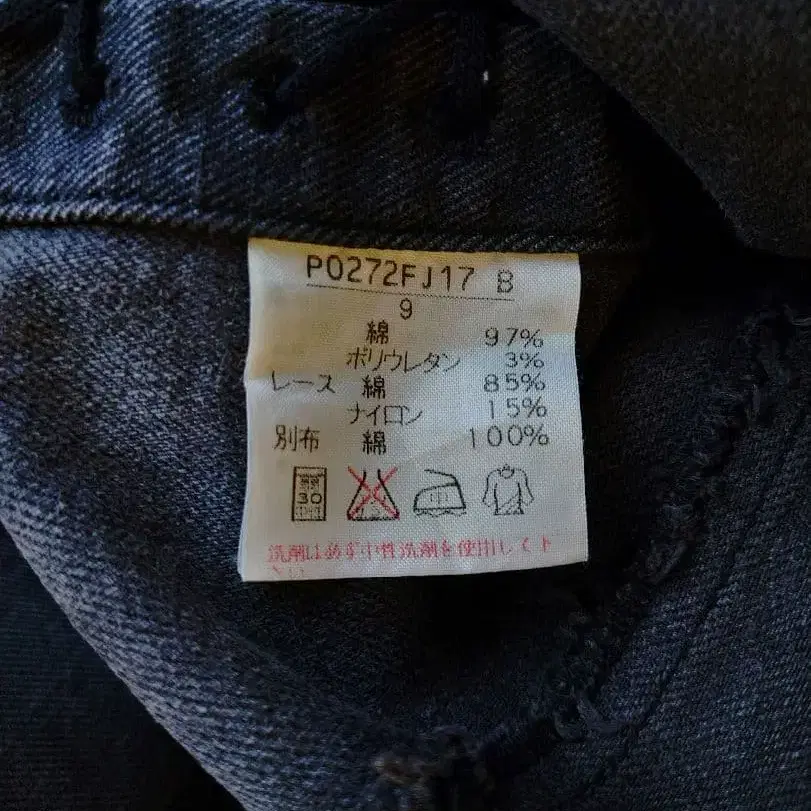 P0272FJ17 B
9
綿 97%
ポリウレタン 3%
レース 綿 85%
ナイロン 15%
別布 綿 100%
30
洗剤は必ず中性洗剤を使用して下
さい